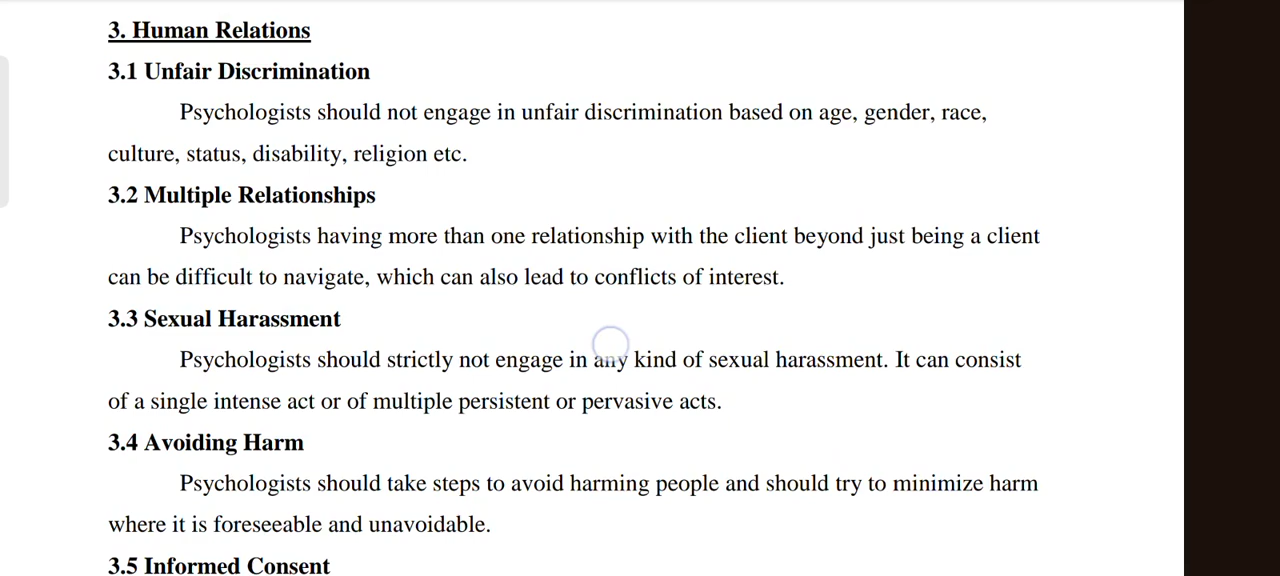 3. Human Relations
3.1 Unfair Discrimination
Psychologists should not engage in unfair discrimination based on age, gender, race,
culture, status, disability, religion etc.
3.2 Multiple Relationships
Psychologists having more than one relationship with the client beyond just being a client
can be difficult to navigate, which can also lead to conflicts of interest.
3.3 Sexual Harassment
Psychologists should strictly not engage in any kind of sexual harassment. It can consist
of a single intense act or of multiple persistent or pervasive acts.
3.4 Avoiding Harm
Psychologists should take steps to avoid harming people and should try to minimize harm
where it is foreseeable and unavoidable.
3.5 Informed Consent